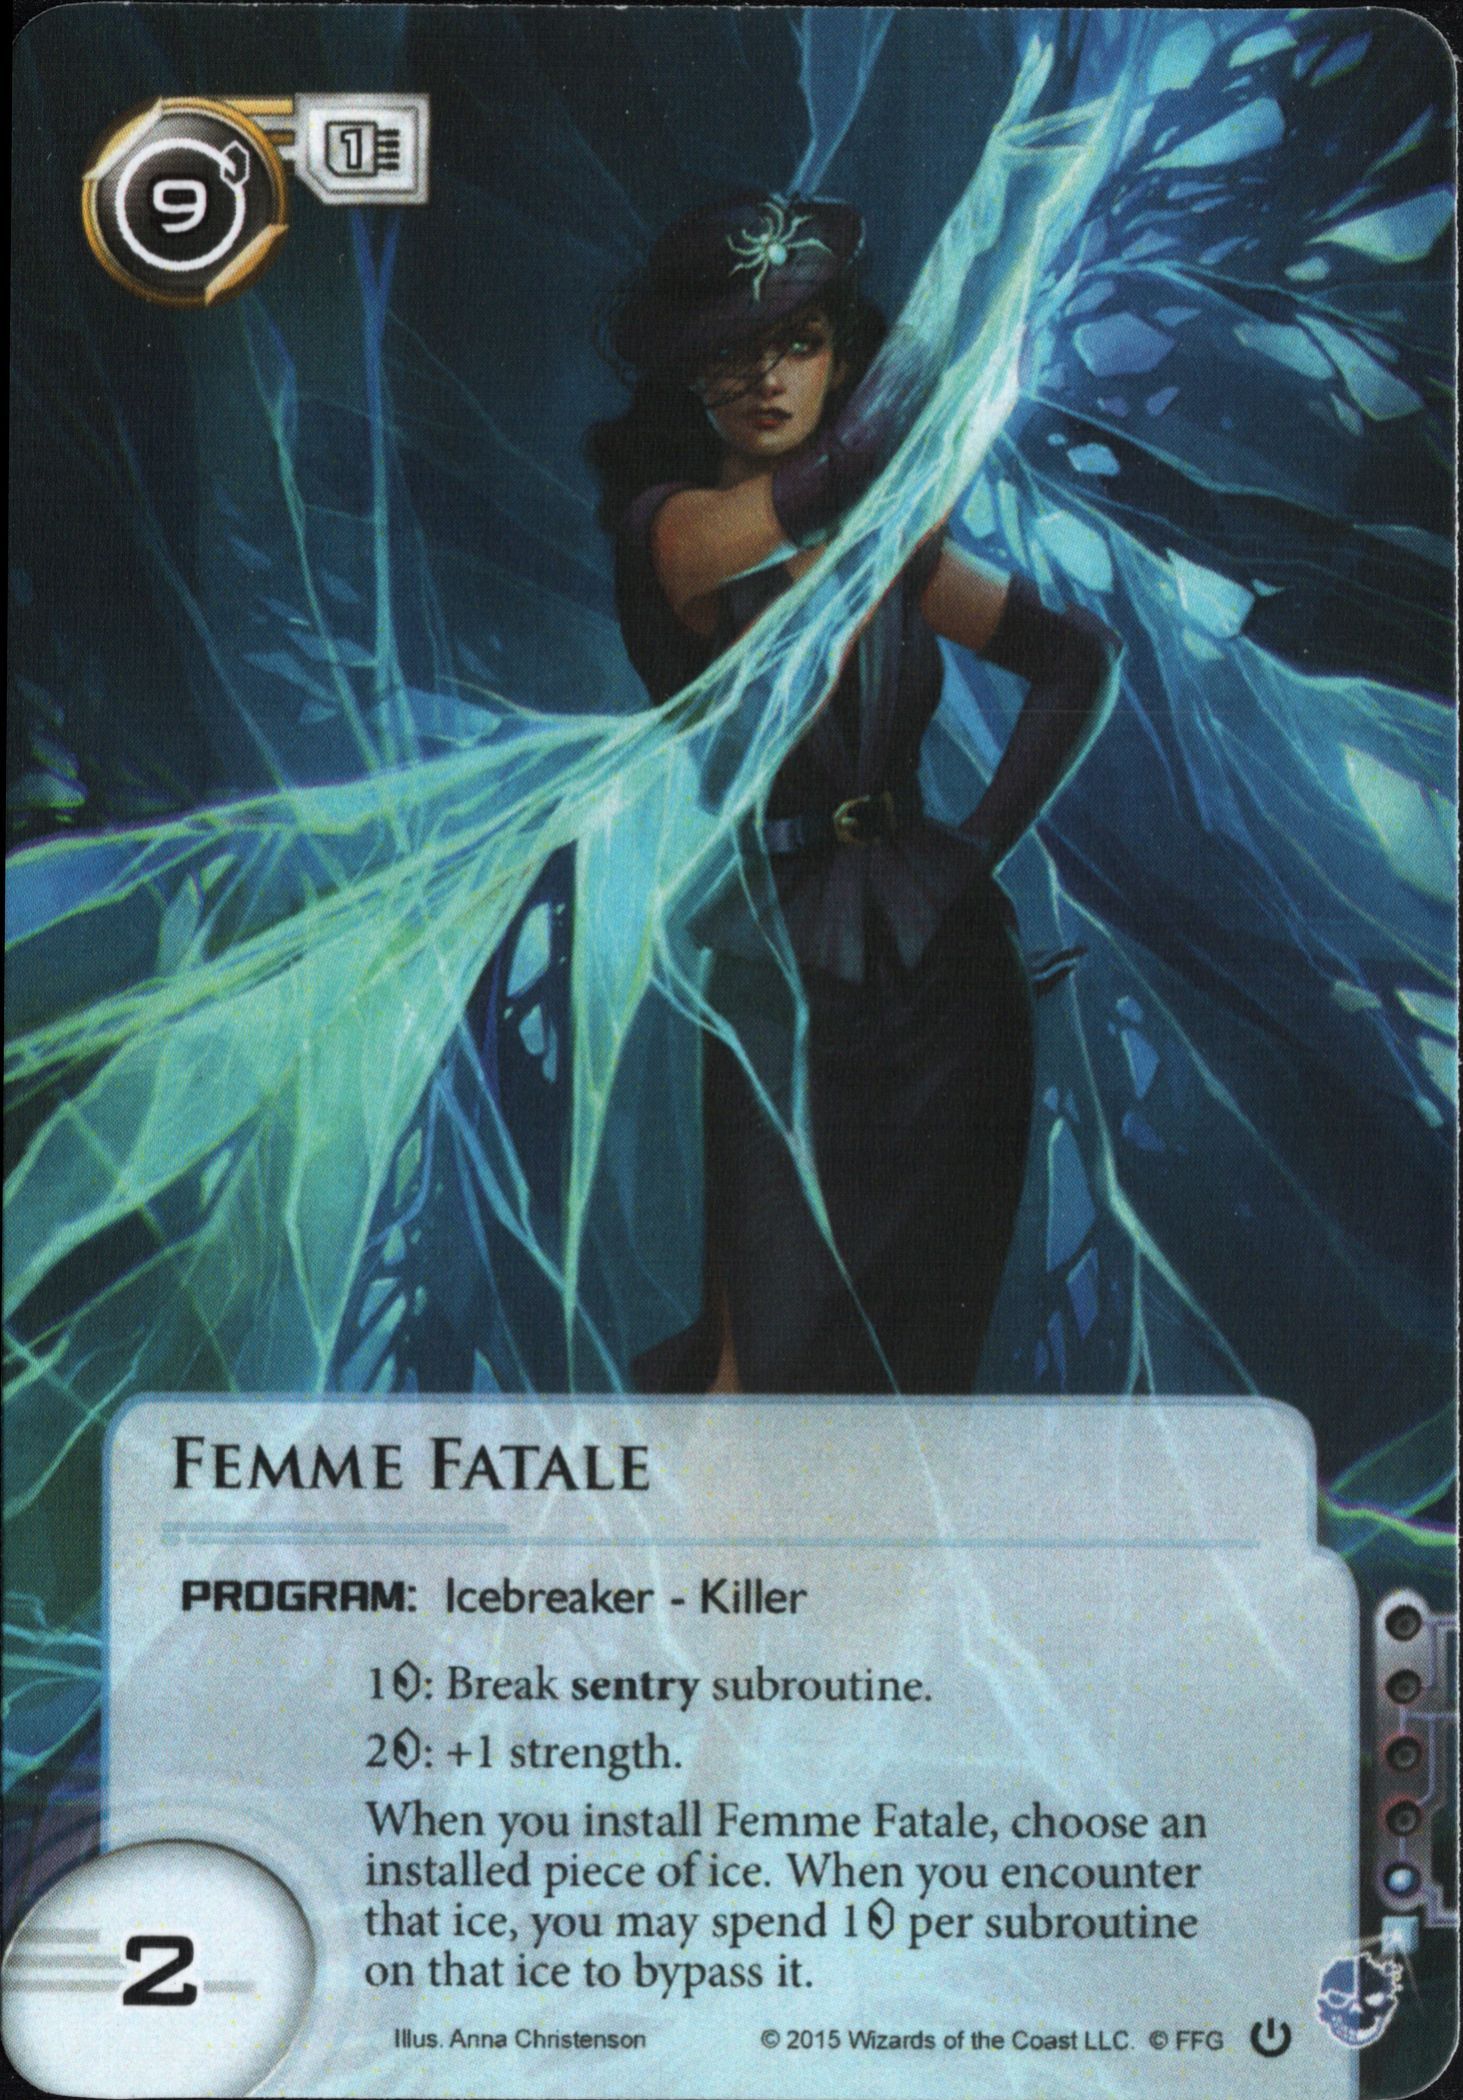 9
1
FEMME FATALE
PROGRAM: Icebreaker - Killer
1: Break sentry subroutine.
2: +1 strength.
When you install Femme Fatale, choose an
installed piece of ice. When you encounter
that ice, you may spend 1 per subroutine
on that ice to bypass it.
2
Illus. Anna Christenson © 2015 Wizards of the Coast LLC. © FFG